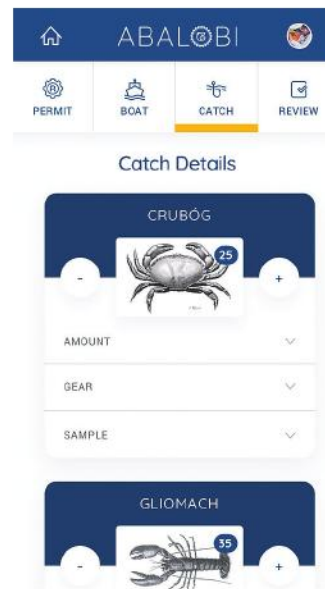 ABALOBI
PERMIT
BOAT
CATCH
REVIEW
Catch Details
CRUBÓG
25
-
+
AMOUNT
GEAR
SAMPLE
GLIOMACH
35
-
+